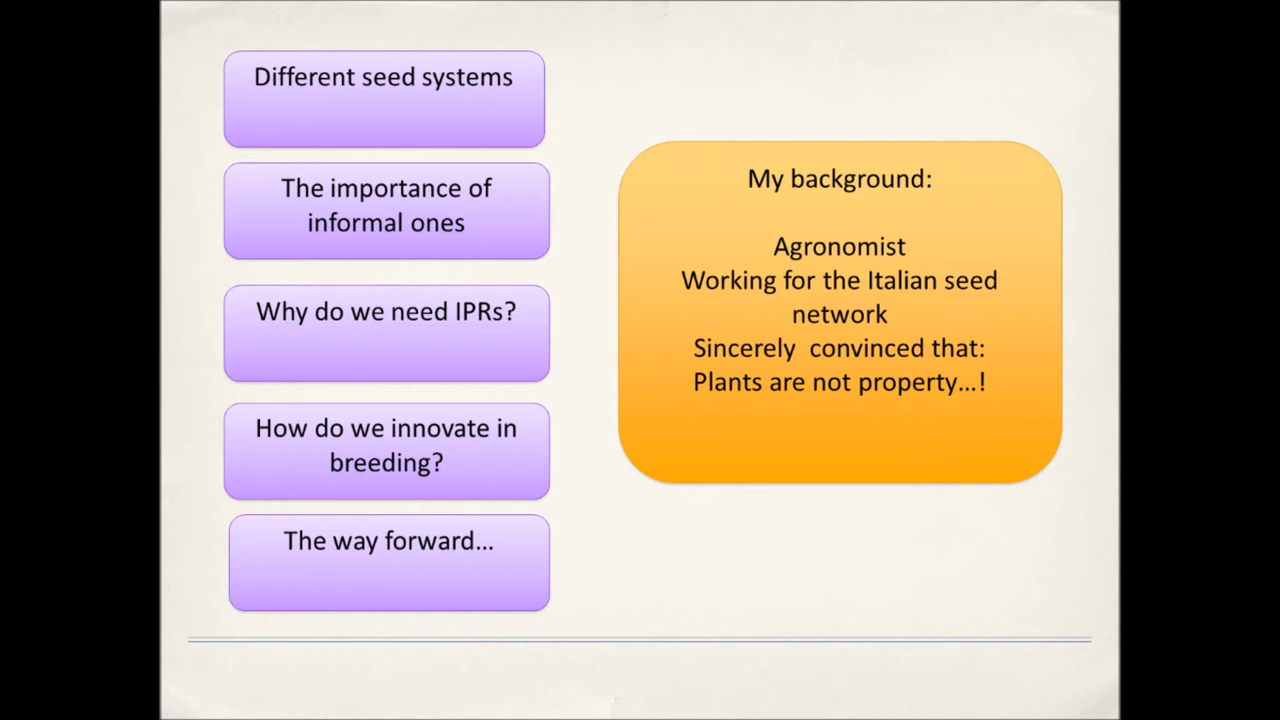 Different seed systems
The importance of
informal ones
Why do we need IPRs?
How do we innovate in
breeding?
The way forward...
My background:
Agronomist
Working for the Italian seed
network
Sincerely  convinced that:
Plants are not property...!